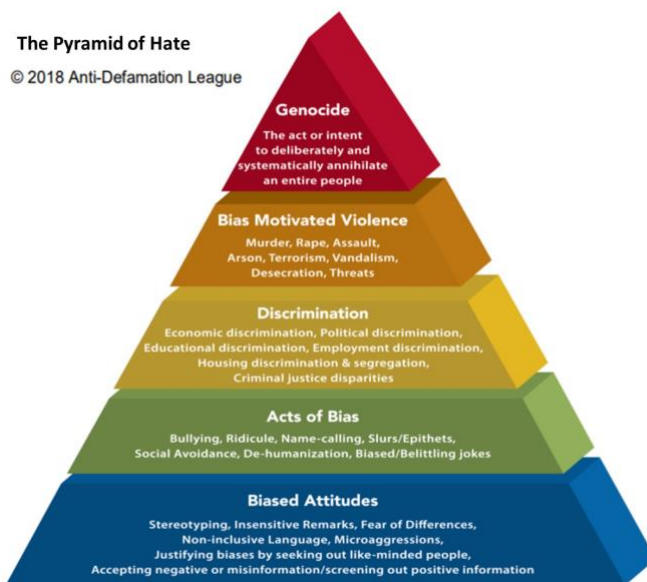 The Pyramid of Hate
© 2018 Anti-Defamation League
Genocide
The act or intent
to deliberately and
systematically annihilate
an entire people
Bias Motivated Violence
Murder, Rape, Assault,
Arson, Terrorism, Vandalism,
Desecration, Threats
Discrimination
Economic discrimination, Political discrimination,
Educational discrimination, Employment discrimination,
Housing discrimination & segregation,
Criminal justice disparities
Acts of Bias
Bullying, Ridicule, Name-calling, Slurs/Epithets,
Social Avoidance, De-humanization, Biased/Belittling jokes
Biased Attitudes
Stereotyping, Insensitive Remarks, Fear of Differences,
Non-inclusive Language, Microaggressions,
Justifying biases by seeking out like-minded people,
Accepting negative or misinformation/screening out positive information